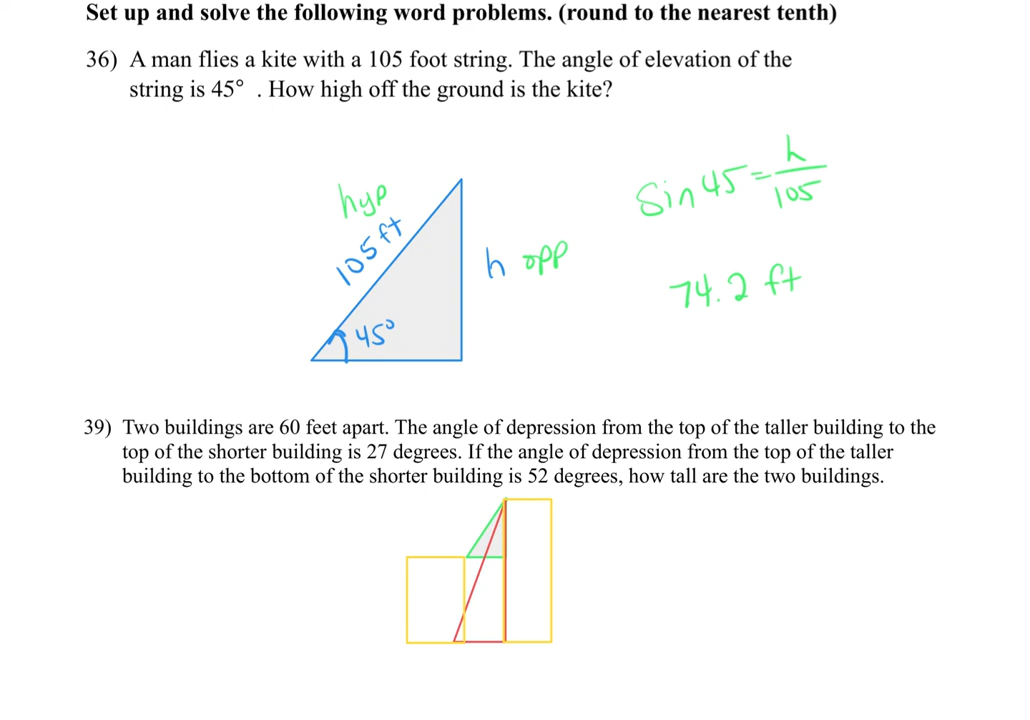 Set up and solve the following word problems. (round to the nearest tenth)
36) A man flies a kite with a 105 foot string. The angle of elevation of the
string is 45° . How high off the ground is the kite?
hyp
105 ft
h opp
45°
Sin 45 = h/105
74.2 ft
39) Two buildings are 60 feet apart. The angle of depression from the top of the taller building to the
top of the shorter building is 27 degrees. If the angle of depression from the top of the taller
building to the bottom of the shorter building is 52 degrees, how tall are the two buildings.